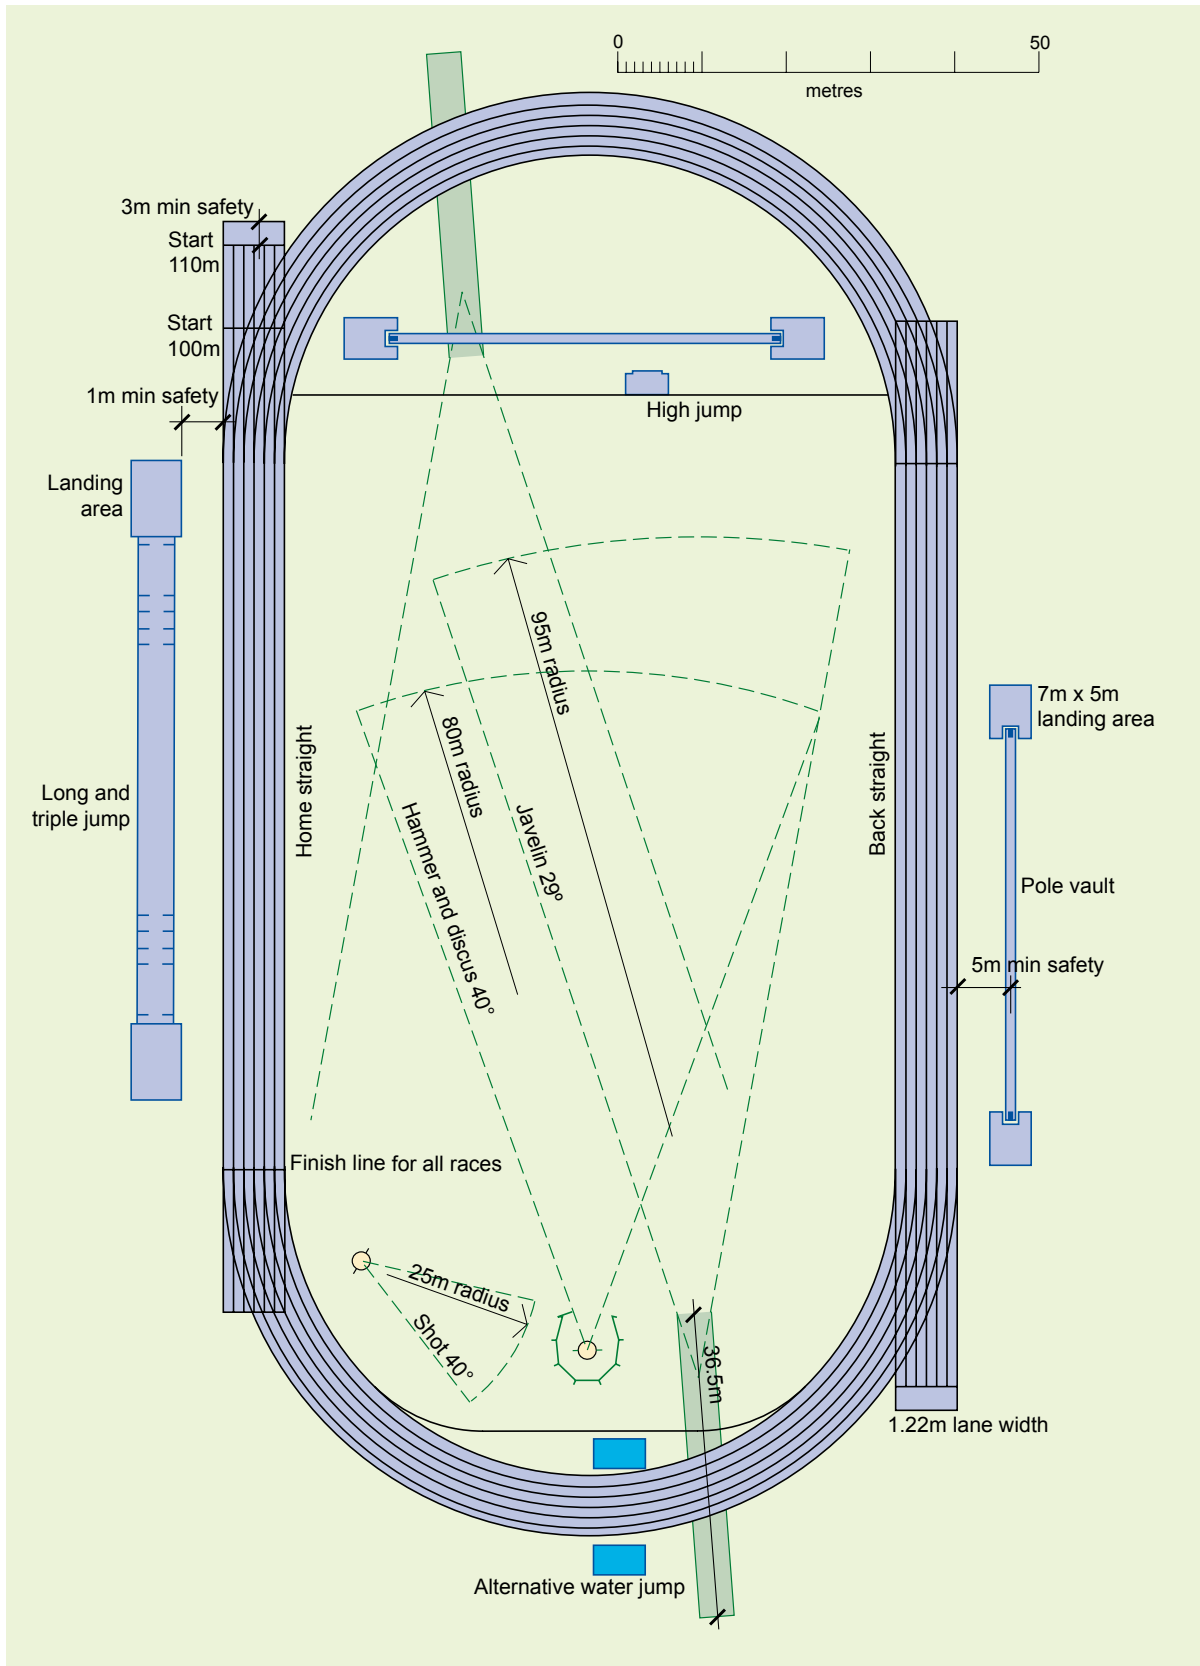 0
50
metres
3m min safety
Start
110m
Start
100m
1m min safety
High jump
Landing
area
95m radius
7m x 5m
landing area
80m radius
Home straight
Back straight
Long and
triple jump
Hammer and discus 40°
Javelin 29º
Pole vault
5m min safety
Finish line for all races
25m radius
Shot 40°
36.5m
1.22m lane width
Alternative water jump